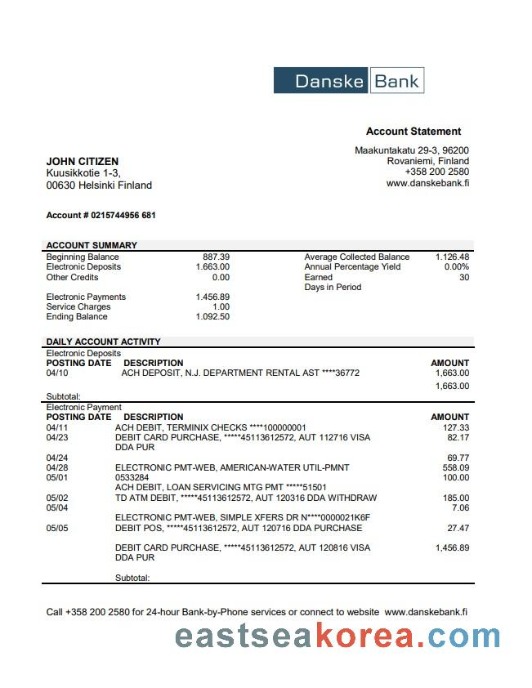 Danske Bank
Account Statement
Maakuntakatu 29-3, 96200
Rovaniemi, Finland
+358 200 2580
www.danskebank.fi
JOHN CITIZEN
Kuusikkotie 1-3,
00630 Helsinki Finland
Account # 0215744956 681
ACCOUNT SUMMARY
Beginning Balance 887.39 Average Collected Balance 1.126.48
Electronic Deposits 1.663.00 Annual Percentage Yield 0.00%
Other Credits 0.00 Earned 30
Days in Period
Electronic Payments 1.456.89
Service Charges 1.00
Ending Balance 1.092.50
DAILY ACCOUNT ACTIVITY
Electronic Deposits
POSTING DATE DESCRIPTION AMOUNT
04/10 ACH DEPOSIT, N.J. DEPARTMENT RENTAL AST ****36772 1,663.00
1,663.00
Subtotal:
Electronic Payment
POSTING DATE DESCRIPTION AMOUNT
04/11 ACH DEBIT, TERMINIX CHECKS ****100000001 127.33
04/23 DEBIT CARD PURCHASE, *****45113612572, AUT 112716 VISA 82.17
DDA PUR
04/24 69.77
04/28 ELECTRONIC PMT-WEB, AMERICAN-WATER UTIL-PMNT 558.09
05/01 0533284 100.00
ACH DEBIT, LOAN SERVICING MTG PMT *****51501
05/02 TD ATM DEBIT, *****45113612572, AUT 120316 DDA WITHDRAW 185.00
05/04 7.06
ELECTRONIC PMT-WEB, SIMPLE XFERS DR N****0000021K6F
05/05 DEBIT POS, *****45113612572, AUT 120716 DDA PURCHASE 27.47
DEBIT CARD PURCHASE, *****45113612572, AUT 120816 VISA 1,456.89
DDA PUR
Subtotal:
Call +358 200 2580 for 24-hour Bank-by-Phone services or connect to website www.danskebank.fi
eastseakorea.com